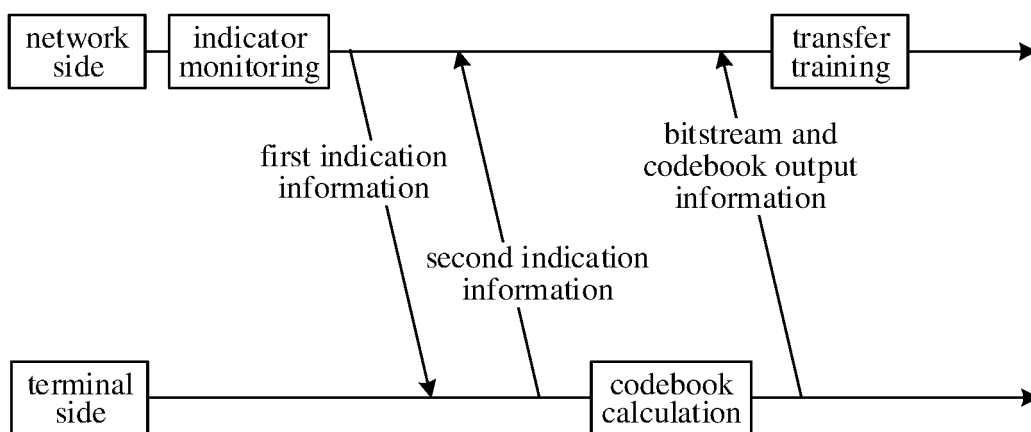 network
side
indicator
monitoring
transfer
training
first indication
information
second indication
information
bitstream and
codebook output
information
terminal
side
codebook
calculation